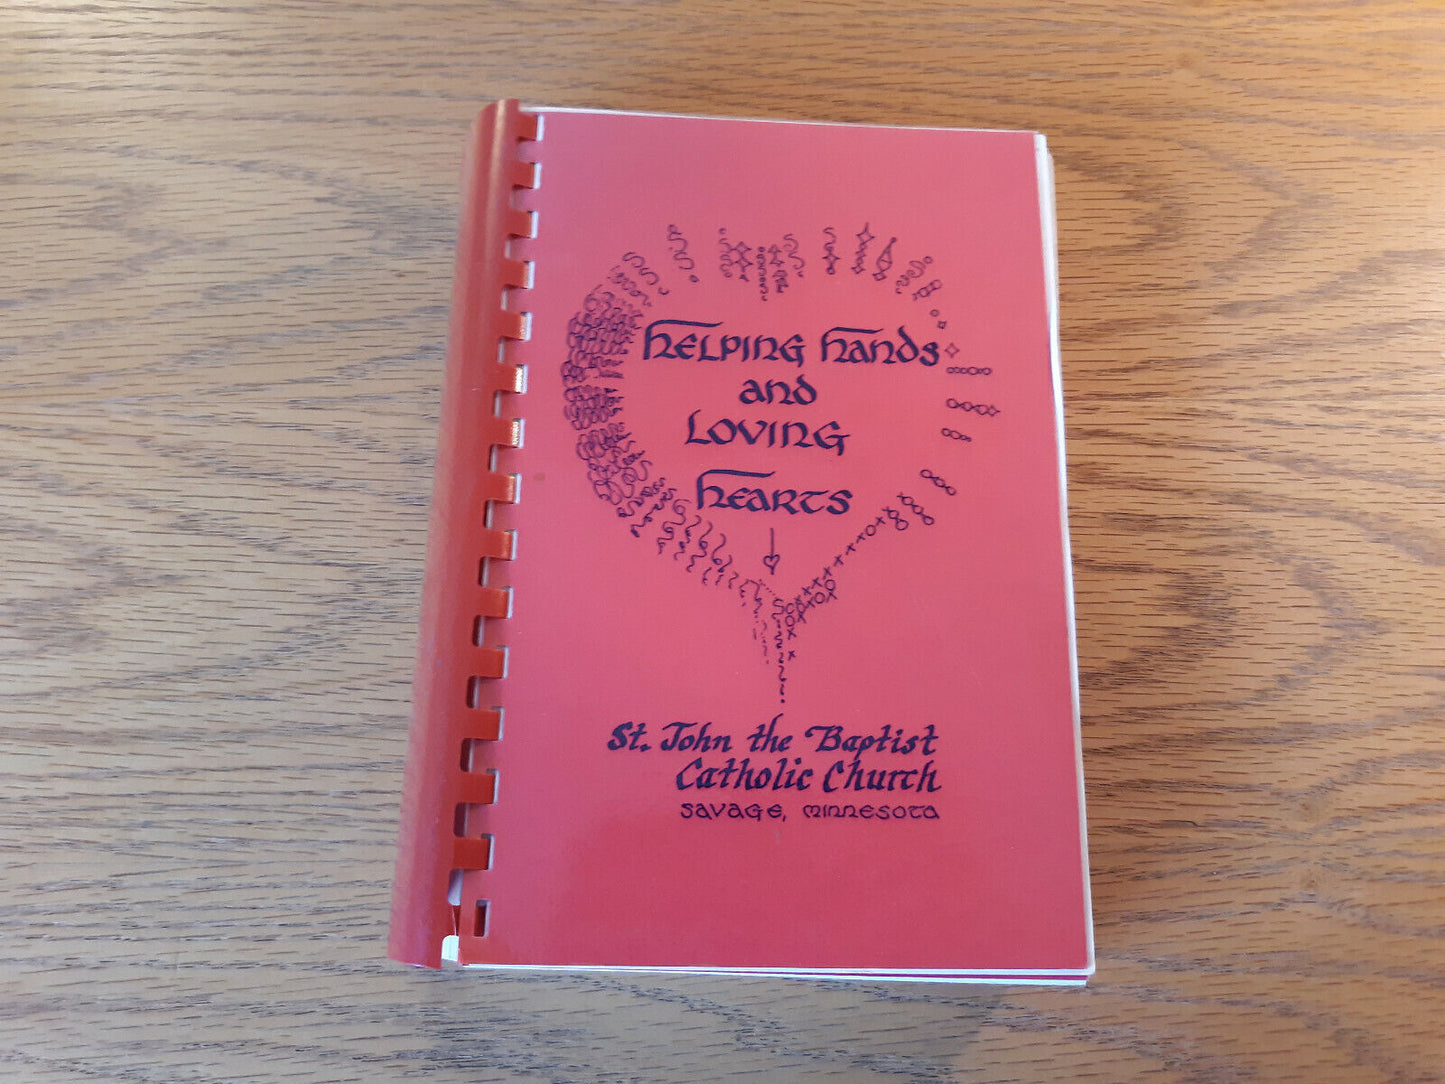 Helping Hands
and
Loving
Hearts
St. John the Baptist
Catholic Church
Savage, Minnesota